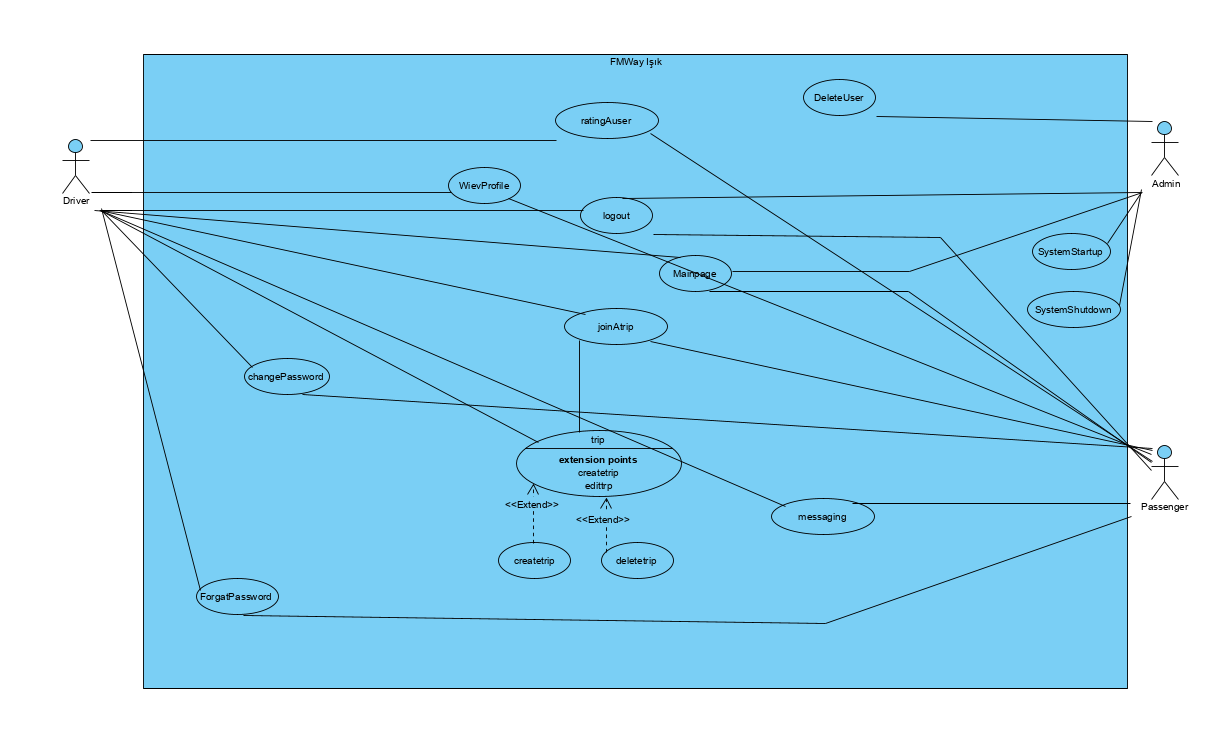 FMWay Işık
DeleteUser
ratingAuser
Driver
Admin
WievProfile
logout
SystemStartup
Mainpage
SystemShutdown
joinAtrip
changePassword
trip
extension points
createtrip
edittrp
<<Extend>>
<<Extend>>
messaging
Passenger
createtrip
deletetrip
ForgatPassword